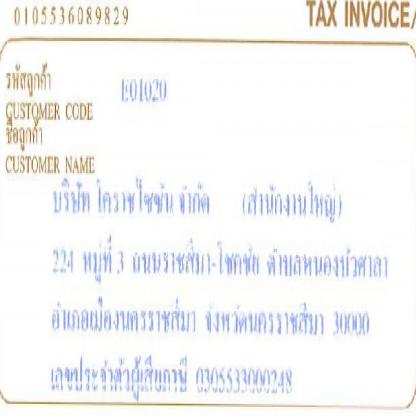 0105536089829 TAX INVOICE/
รหัสลูกค้า E01020
CUSTOMER CODE
ชื่อลูกค้า
CUSTOMER NAME
บริษัท โคราชไซซัน จำกัด (สำนักงานใหญ่)
224 หมู่ที่ 3 ถนนราชสีมา-โชคชัย ตำบลหนองบัวศาลา
อำเภอเมืองนครราชสีมา จังหวัดนครราชสีมา 30000
เลขประจำตัวผู้เสียภาษี 0305533000248